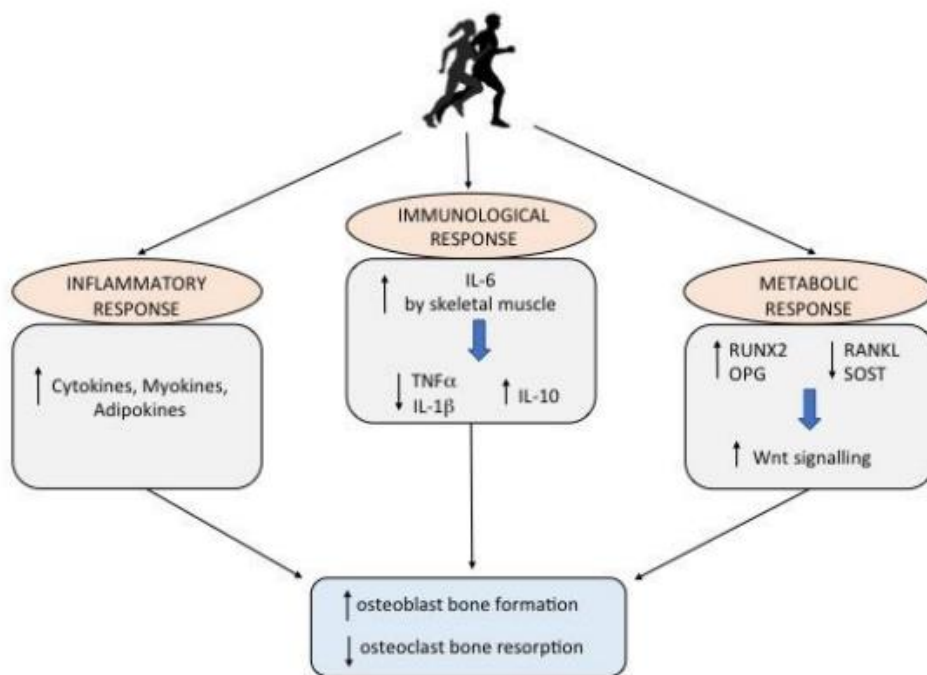 IMMUNOLOGICAL
RESPONSE
↑ IL-6
by skeletal muscle
↓ TNFα
IL-1β
↑ IL-10
INFLAMMATORY
RESPONSE
↑ Cytokines, Myokines,
Adipokines
METABOLIC
RESPONSE
↑ RUNX2
OPG
↓ RANKL
SOST
↑ Wnt signalling
↑ osteoblast bone formation
↓ osteoclast bone resorption